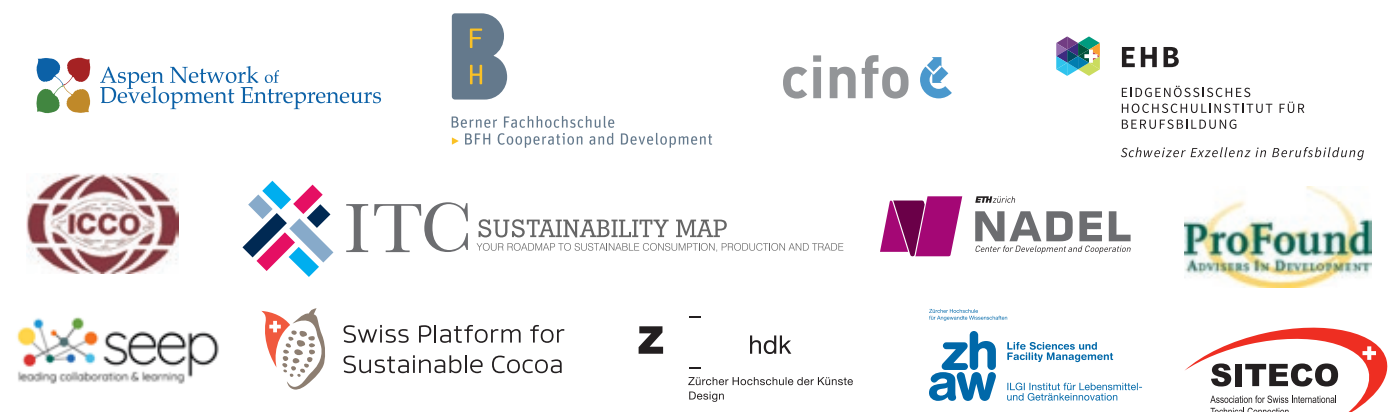 Aspen Network of
Development Entrepreneurs
B
F
H
Berner Fachhochschule
▸ BFH Cooperation and Development
cinfo
EHB
EIDGENÖSSISCHES
HOCHSCHULINSTITUT FÜR
BERUFSBILDUNG
Schweizer Exzellenz in Berufsbildung
ICCO
ITC SUSTAINABILITY MAP
YOUR ROADMAP TO SUSTAINABLE CONSUMPTION, PRODUCTION AND TRADE
ETH zürich
NADEL
Center for Development and Cooperation
ProFound
ADVISERS IN DEVELOPMENT
seep
leading collaboration & learning
Swiss Platform for
Sustainable Cocoa
z hdk
Zürcher Hochschule der Künste
Design
Zürcher Hochschule
für Angewandte Wissenschaften
zh
aw
Life Sciences und
Facility Management
ILGI Institut für Lebensmittel-
und Getränkeinnovation
SITECO
Association for Swiss International
Technical Connection